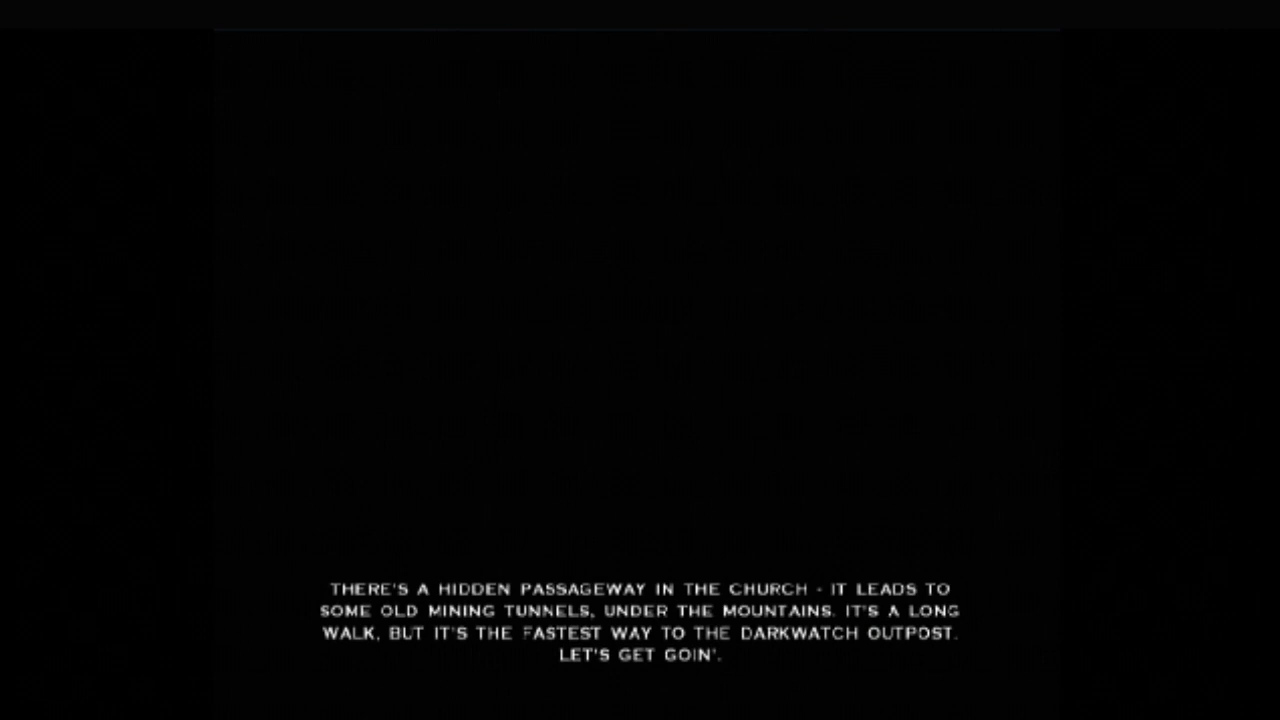 THERE'S A HIDDEN PASSAGEWAY IN THE CHURCH - IT LEADS TO
SOME OLD MINING TUNNELS, UNDER THE MOUNTAINS. IT'S A LONG
WALK, BUT IT'S THE FASTEST WAY TO THE DARKWATCH OUTPOST.
LET'S GET GOIN'.